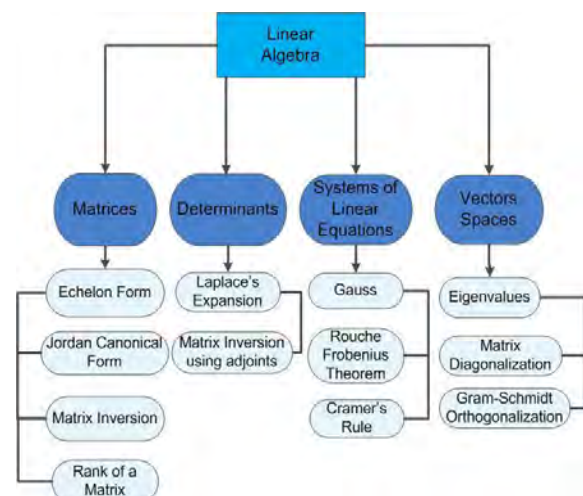 Linear
Algebra
Matrices
Determinants
Systems of
Linear
Equations
Vectors
Spaces
Echelon Form
Jordan Canonical
Form
Matrix Inversion
Rank of a
Matrix
Laplace's
Expansion
Matrix Inversion
using adjoints
Gauss
Rouche
Frobenius
Theorem
Cramer's
Rule
Eigenvalues
Matrix
Diagonalization
Gram-Schmidt
Orthogonalization